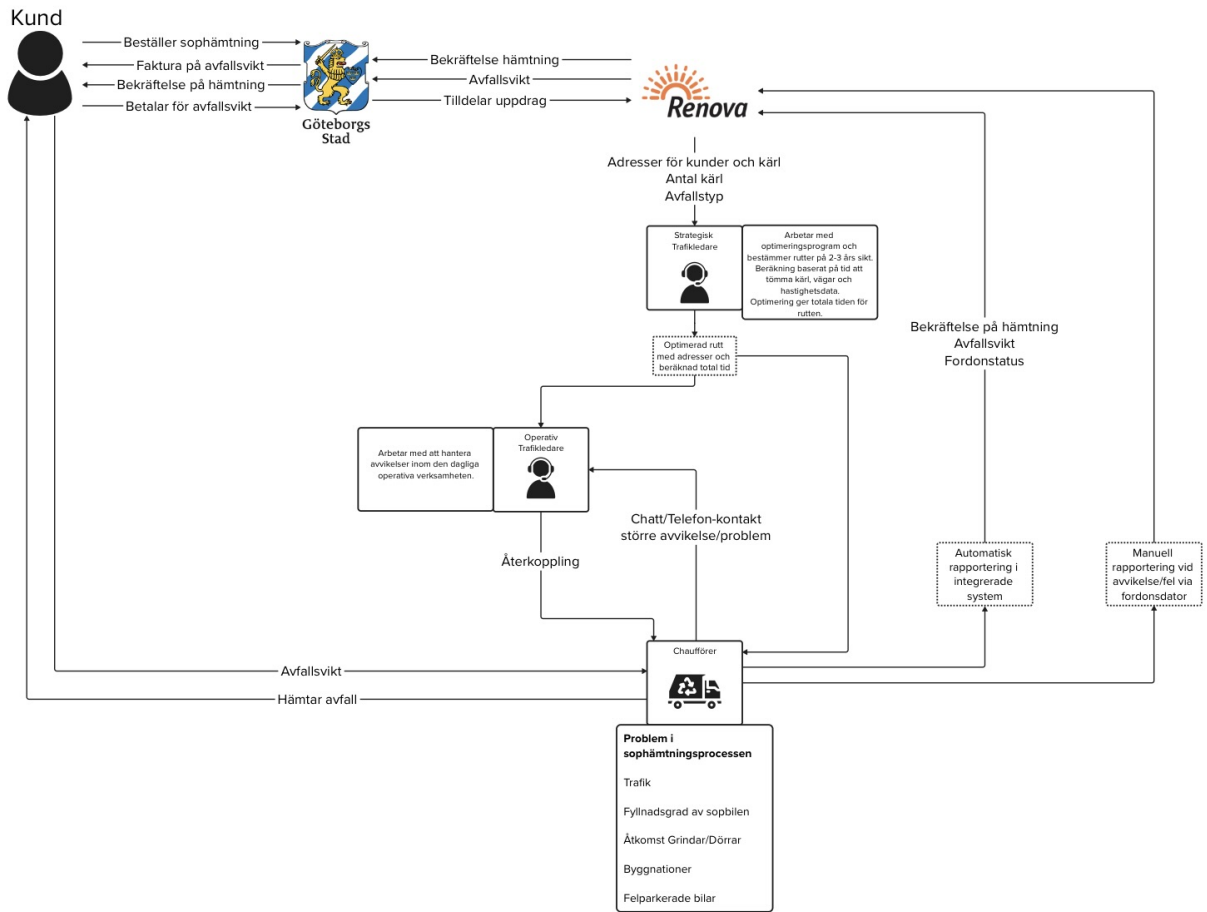 Kund
Beställer sophämtning
Faktura på avfallsvikt
Bekräftelse på hämtning
Betalar för avfallsvikt
Göteborgs
Stad
Bekräftelse hämtning
Avfallsvikt
Tilldelar uppdrag
Renova
Adresser för kunder och kärl
Antal kärl
Avfallstyp
Strategisk
Trafikledare
Arbetar med
optimeringsprogram och
bestämmer rutter på 2-3 års sikt.
Beräkning baserat på tid att
tömma kärl, vägar och
hastighetsdata.
Optimering ger totala tiden för
rutten.
Optimerad rutt
med adresser och
beräknad total tid
Bekräftelse på hämtning
Avfallsvikt
Fordonstatus
Arbetar med att hantera
avvikelser inom den dagliga
operativa verksamheten.
Operativ
Trafikledare
Chatt/Telefon-kontakt
större avvikelse/problem
Återkoppling
Automatisk
rapportering i
integrerade
system
Manuell
rapportering vid
avvikelse/fel via
fordonsdator
Chaufförer
Avfallsvikt
Hämtar avfall
Problem i
sophämtningsprocessen
Trafik
Fyllnadsgrad av sopbilen
Åtkomst Grindar/Dörrar
Byggnationer
Felparkerade bilar